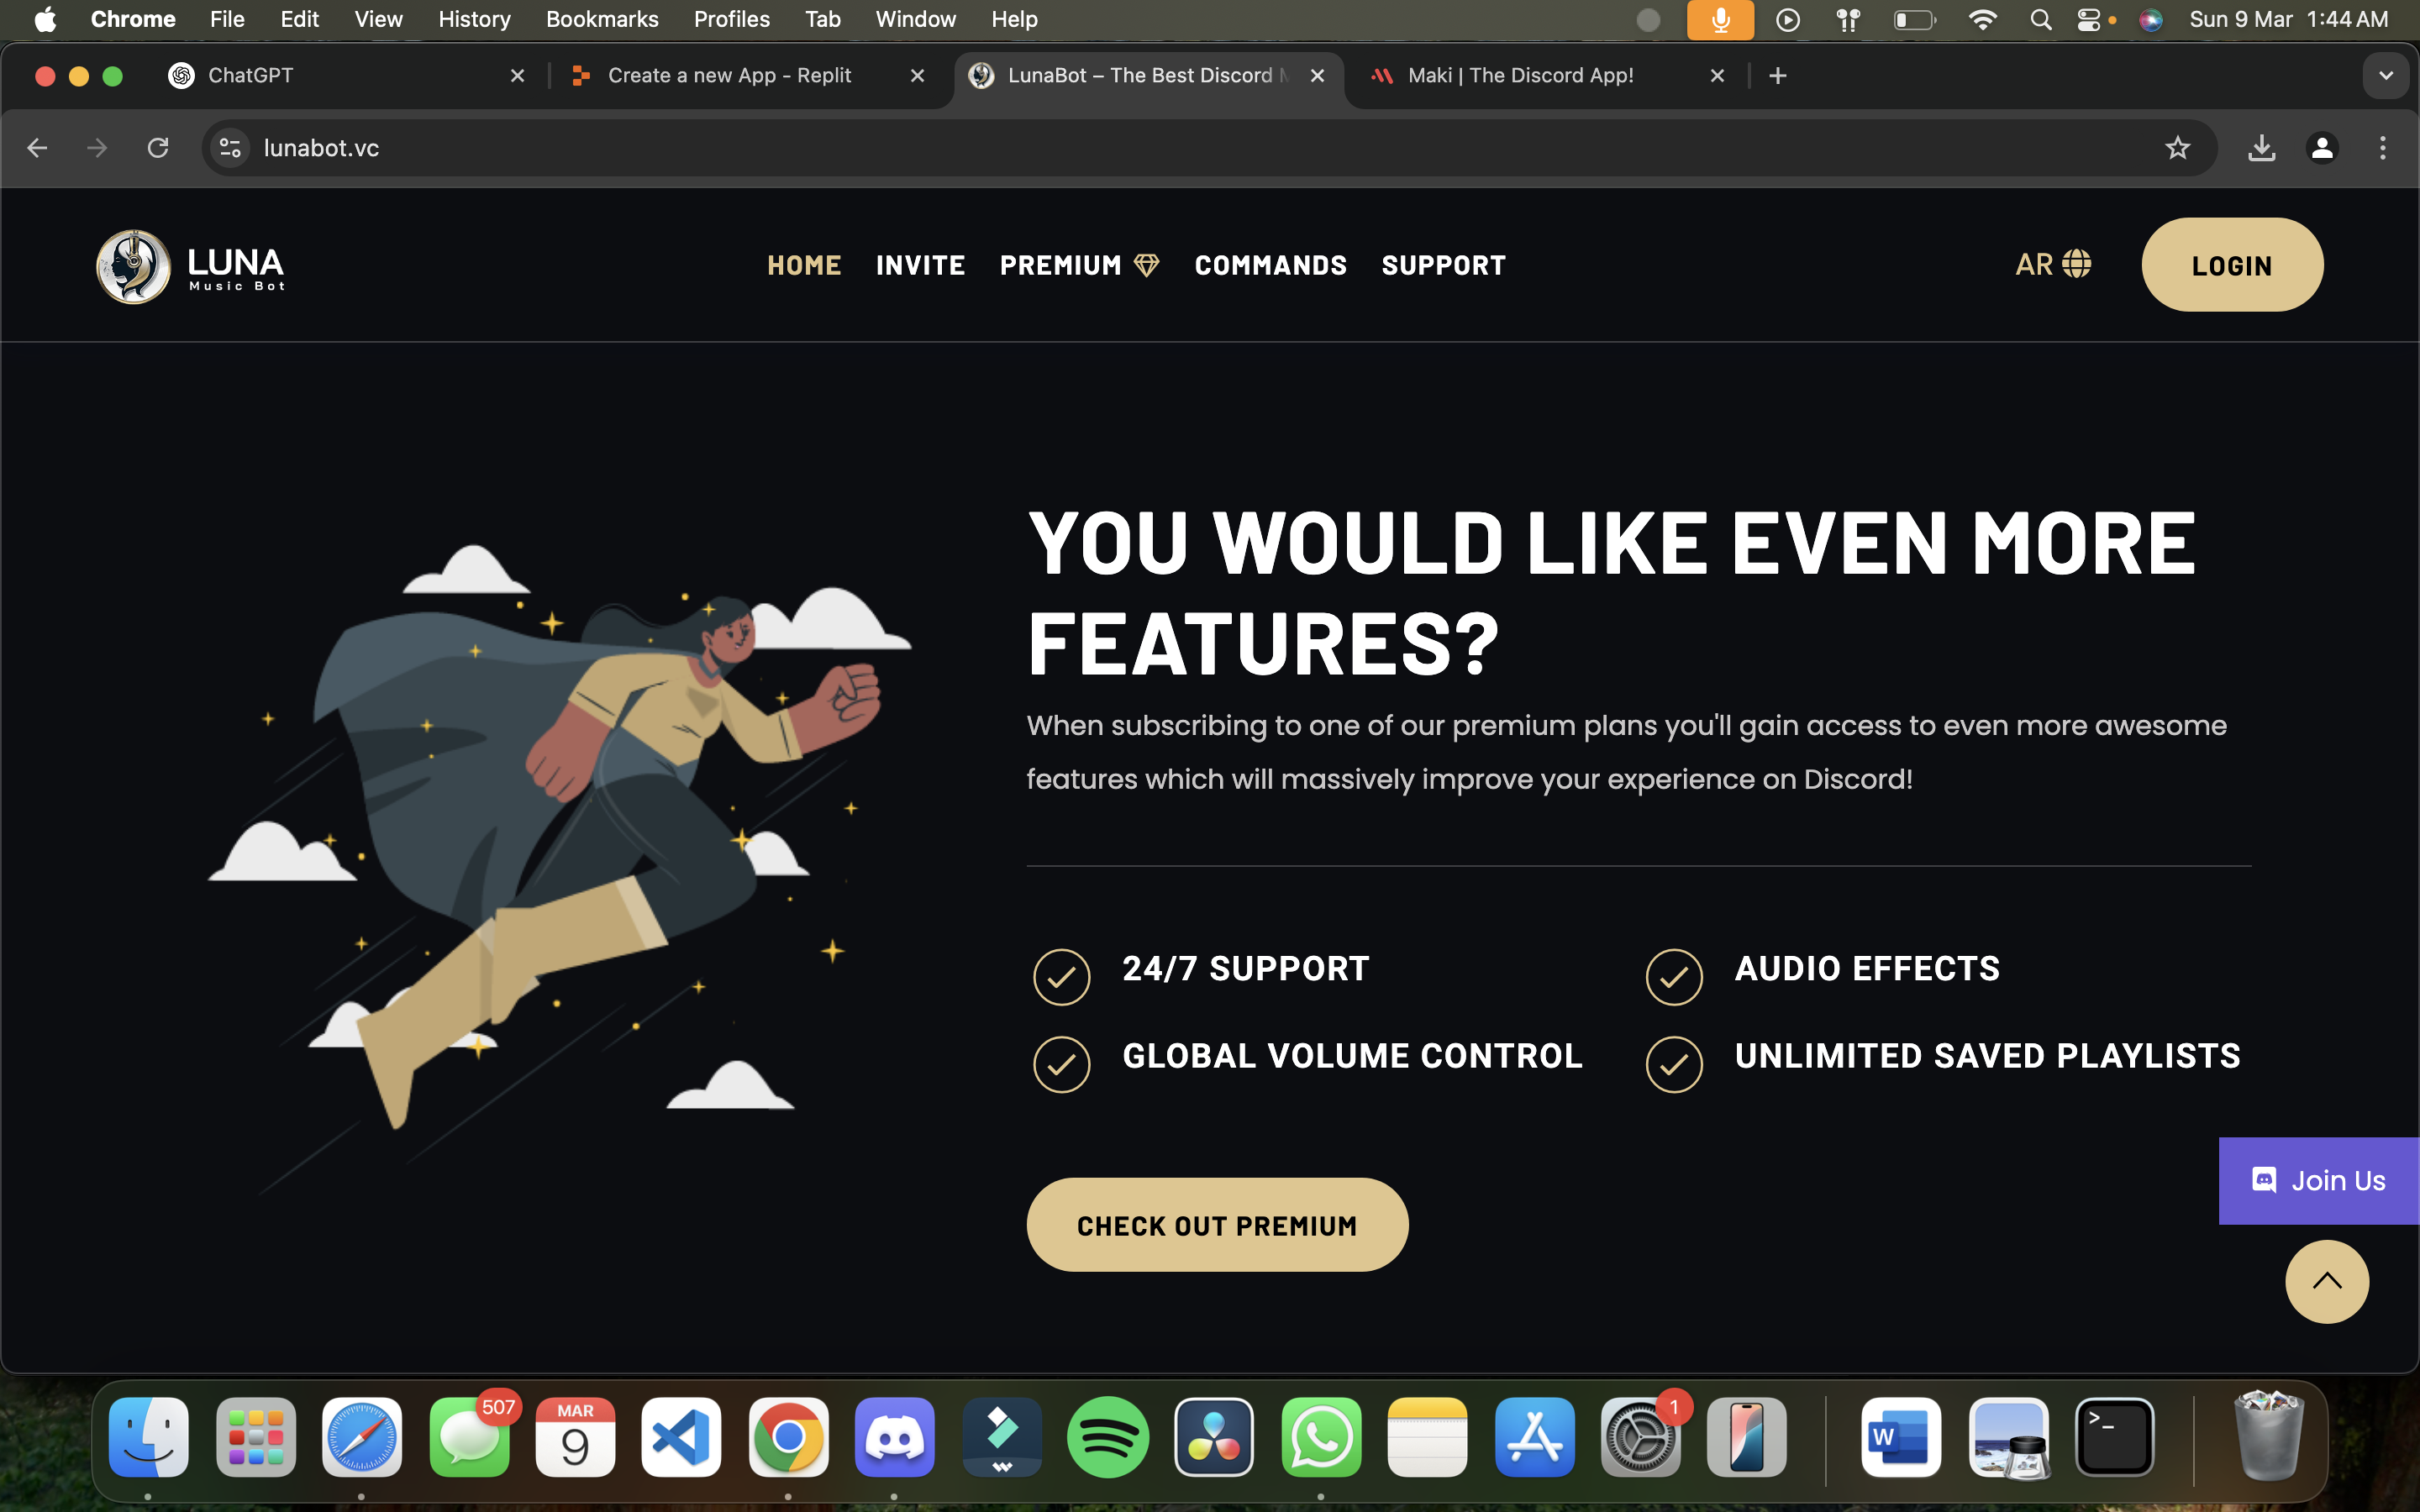 Chrome File Edit View History Bookmarks Profiles Tab Window Help Sun 9 Mar 1:44 AM
ChatGPT Create a new App - Replit LunaBot – The Best Discord Maki | The Discord App!
lunabot.vc
LUNA
Music Bot
HOME INVITE PREMIUM COMMANDS SUPPORT AR LOGIN
YOU WOULD LIKE EVEN MORE
FEATURES?
When subscribing to one of our premium plans you'll gain access to even more awesome
features which will massively improve your experience on Discord!
24/7 SUPPORT AUDIO EFFECTS
GLOBAL VOLUME CONTROL UNLIMITED SAVED PLAYLISTS
Join Us
CHECK OUT PREMIUM
507 MAR 1
9
W >_